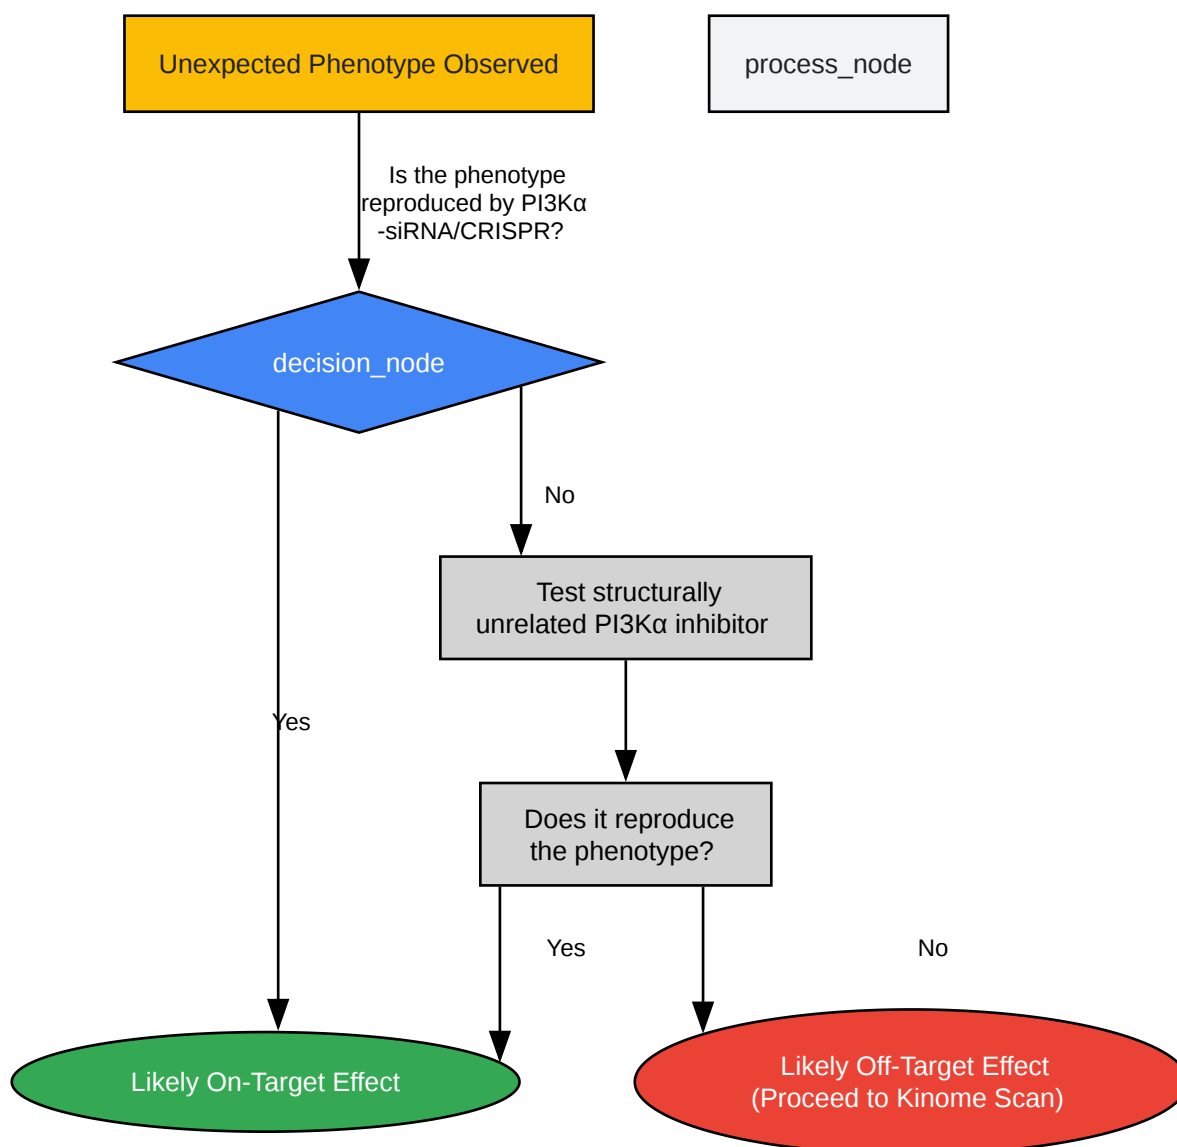 Unexpected Phenotype Observed
process_node
Is the phenotype
reproduced by PI3Kα
-siRNA/CRISPR?
decision_node
No
Test structurally
unrelated PI3Kα inhibitor
Yes
Does it reproduce
the phenotype?
Yes
No
Likely On-Target Effect
Likely Off-Target Effect
(Proceed to Kinome Scan)